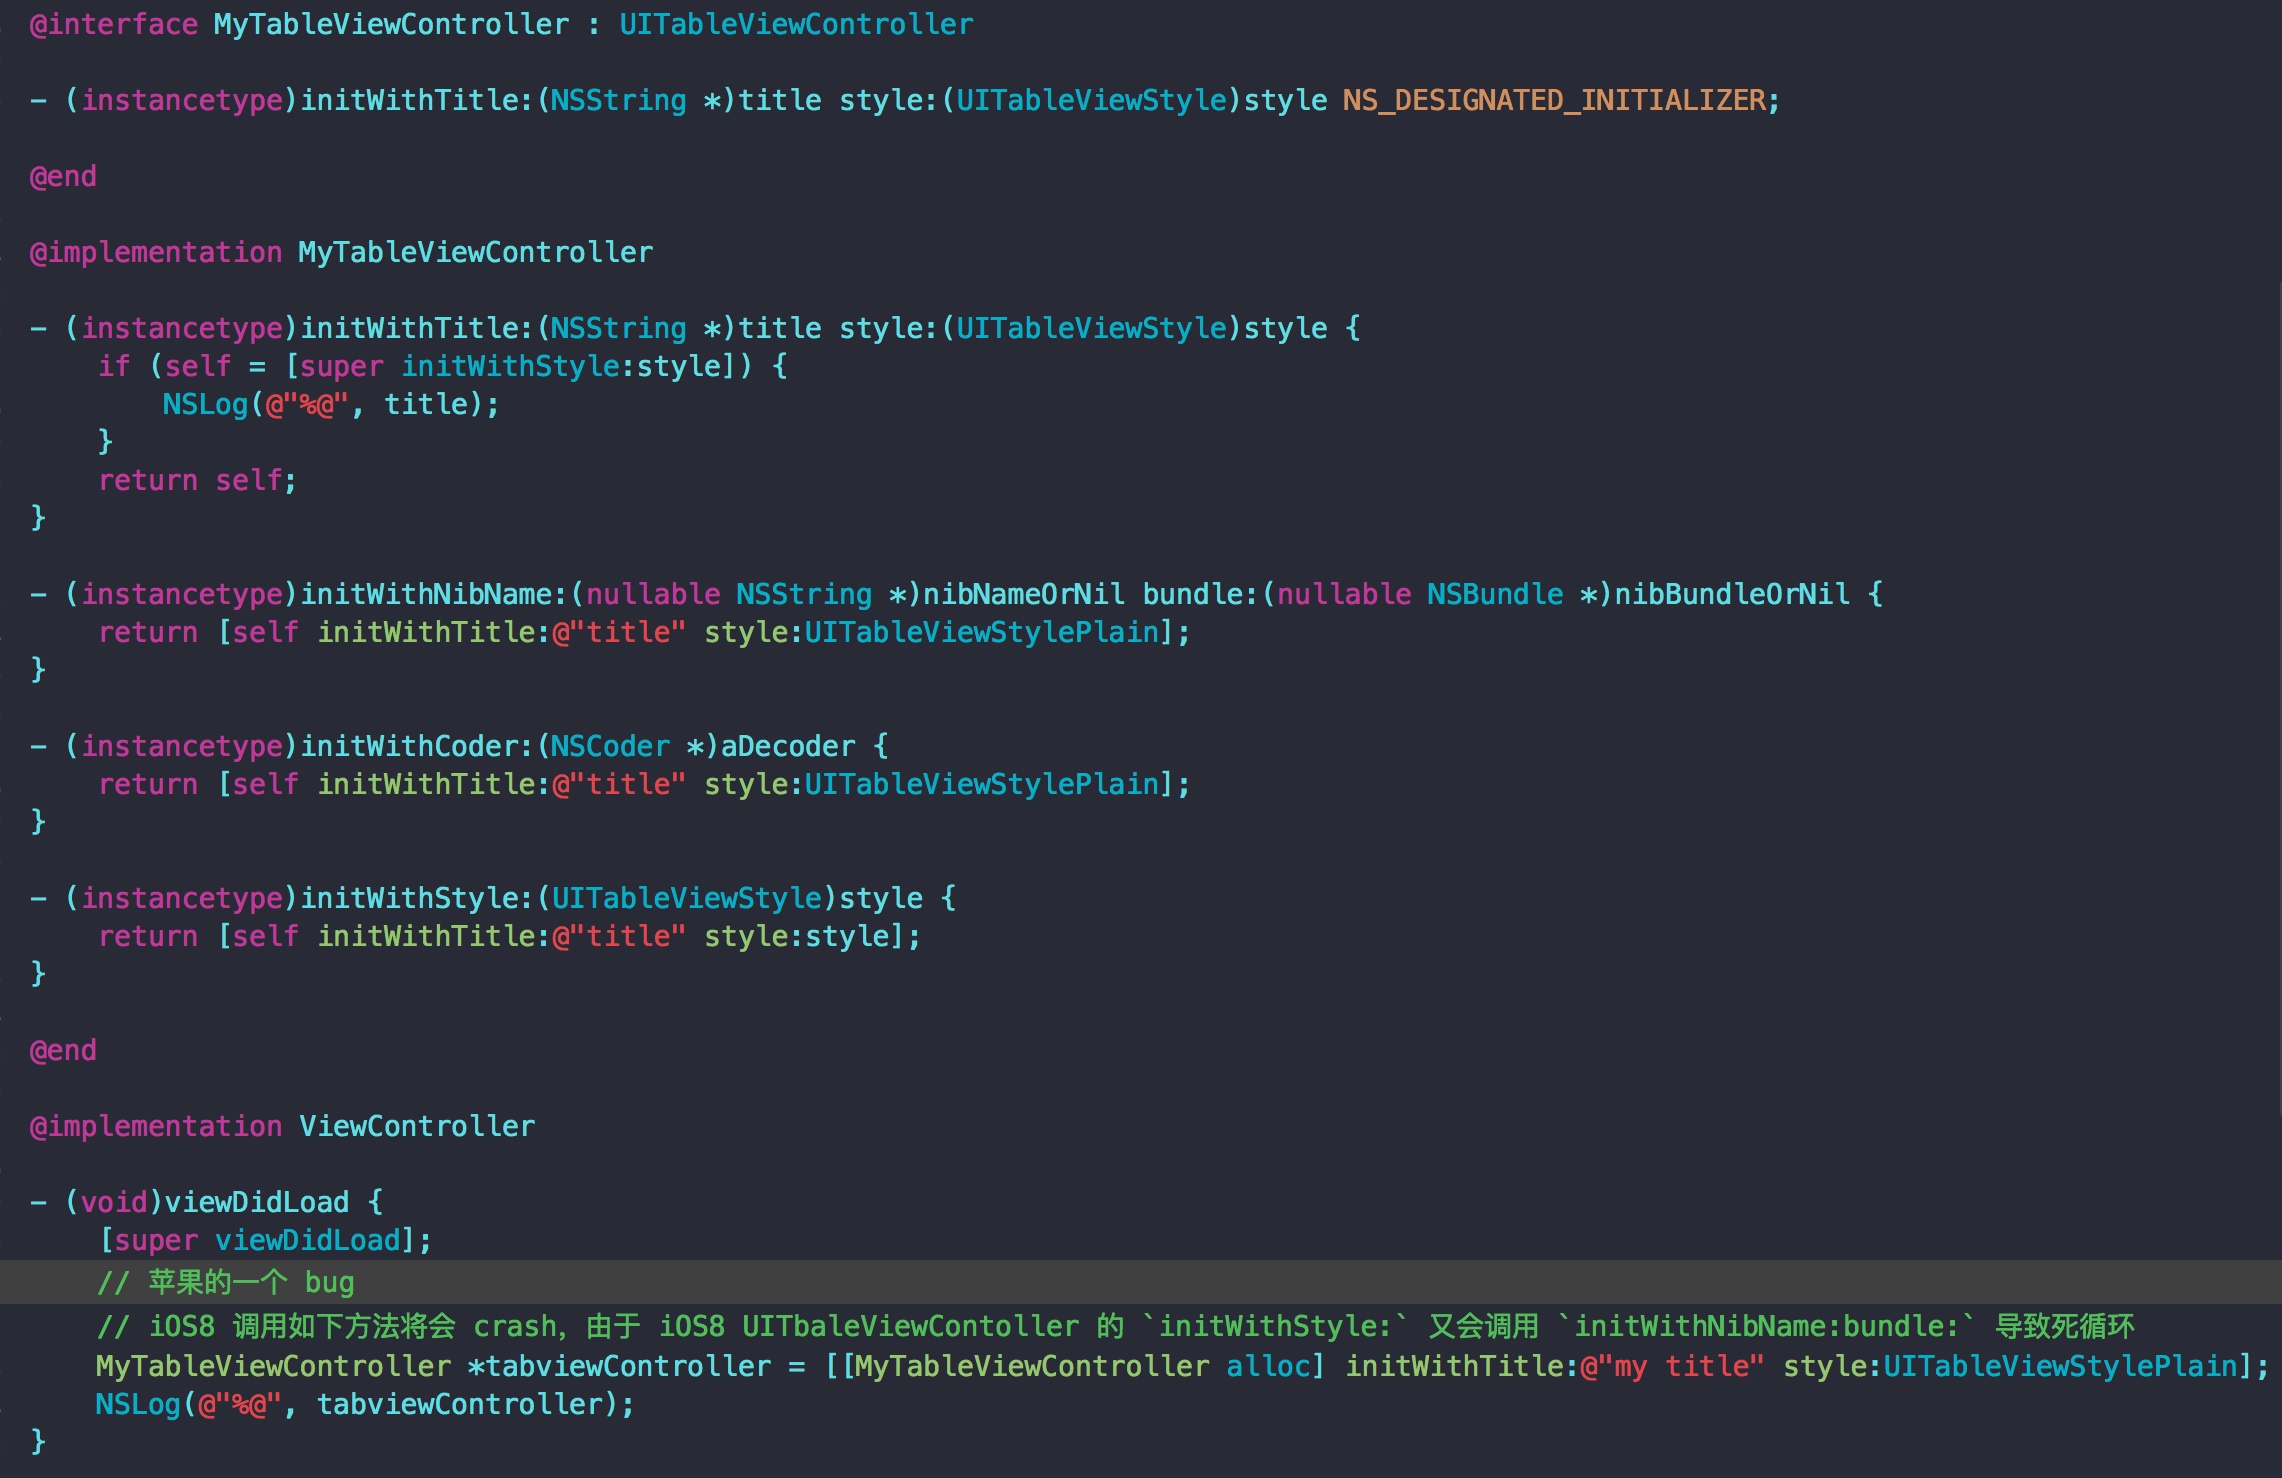 @interface MyTableViewController : UITableViewController
- (instancetype)initWithTitle:(NSString *)title style:(UITableViewStyle)style NS_DESIGNATED_INITIALIZER;
@end
@implementation MyTableViewController
- (instancetype)initWithTitle:(NSString *)title style:(UITableViewStyle)style {
    if (self = [super initWithStyle:style]) {
        NSLog(@"%@", title);
    }
    return self;
}
- (instancetype)initWithNibName:(nullable NSString *)nibNameOrNil bundle:(nullable NSBundle *)nibBundleOrNil {
    return [self initWithTitle:@"title" style:UITableViewStylePlain];
}
- (instancetype)initWithCoder:(NSCoder *)aDecoder {
    return [self initWithTitle:@"title" style:UITableViewStylePlain];
}
- (instancetype)initWithStyle:(UITableViewStyle)style {
    return [self initWithTitle:@"title" style:style];
}
@end
@implementation ViewController
- (void)viewDidLoad {
    [super viewDidLoad];
    // 苹果的一个 bug
    // iOS8 调用如下方法将会 crash，由于 iOS8 UITbaleViewContoller 的 `initWithStyle:` 又会调用 `initWithNibName:bundle:` 导致死循环
    MyTableViewController *tabviewController = [[MyTableViewController alloc] initWithTitle:@"my title" style:UITableViewStylePlain];
    NSLog(@"%@", tabviewController);
}